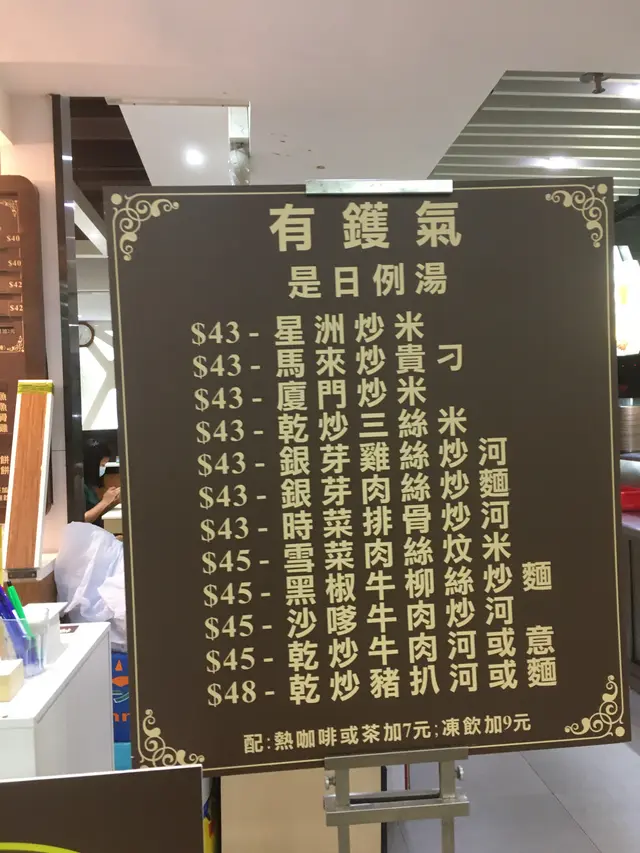 有鑊氣
是日例湯
$43 - 星洲炒米
$43 - 馬來炒貴刁
$43 - 廈門炒米
$43 - 乾炒三絲米
$43 - 銀芽雞絲炒河
$43 - 銀芽肉絲炒麵
$43 - 時菜排骨炒河
$45 - 雪菜肉絲炆米
$45 - 黑椒牛柳絲炒麵
$45 - 沙嗲牛肉炒河
$45 - 乾炒牛肉河或意
$48 - 乾炒豬扒河或麵
配:熱咖啡或茶加7元;凍飲加9元
$40
$40
$42
$42